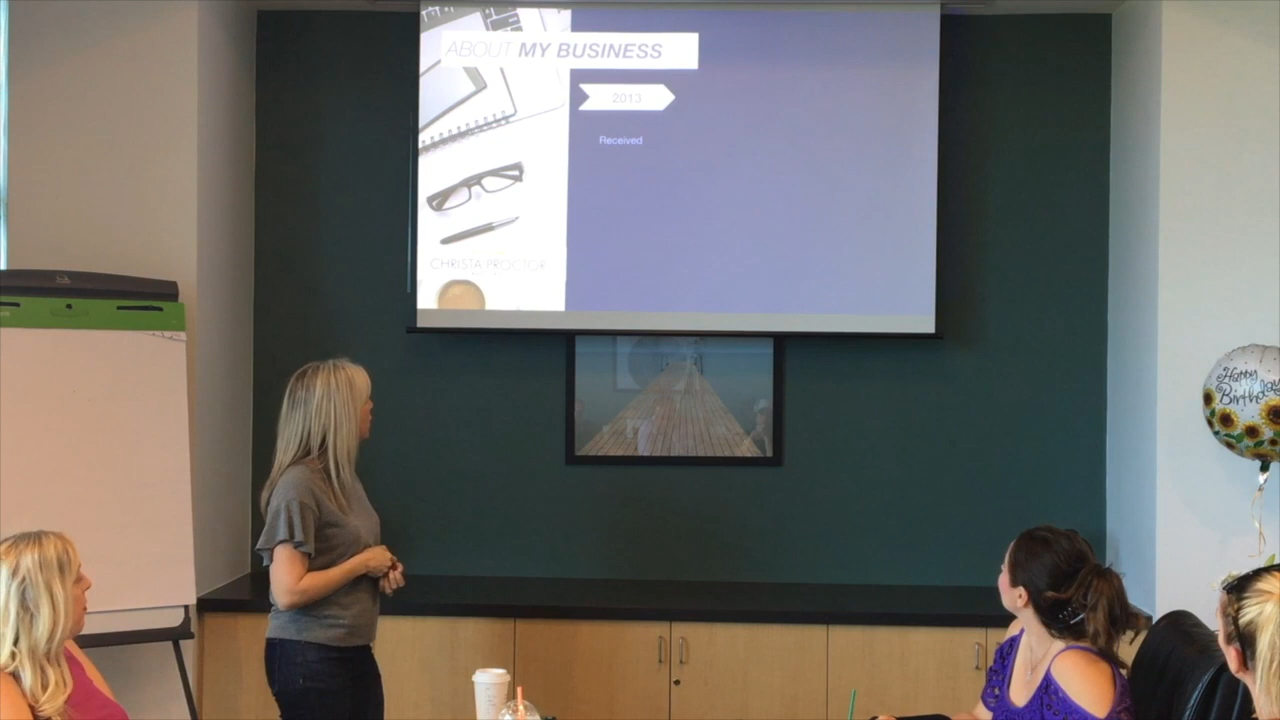 ABOUT MY BUSINESS
2013
Received
CHRISTA PROCTOR
Happy
Birthday